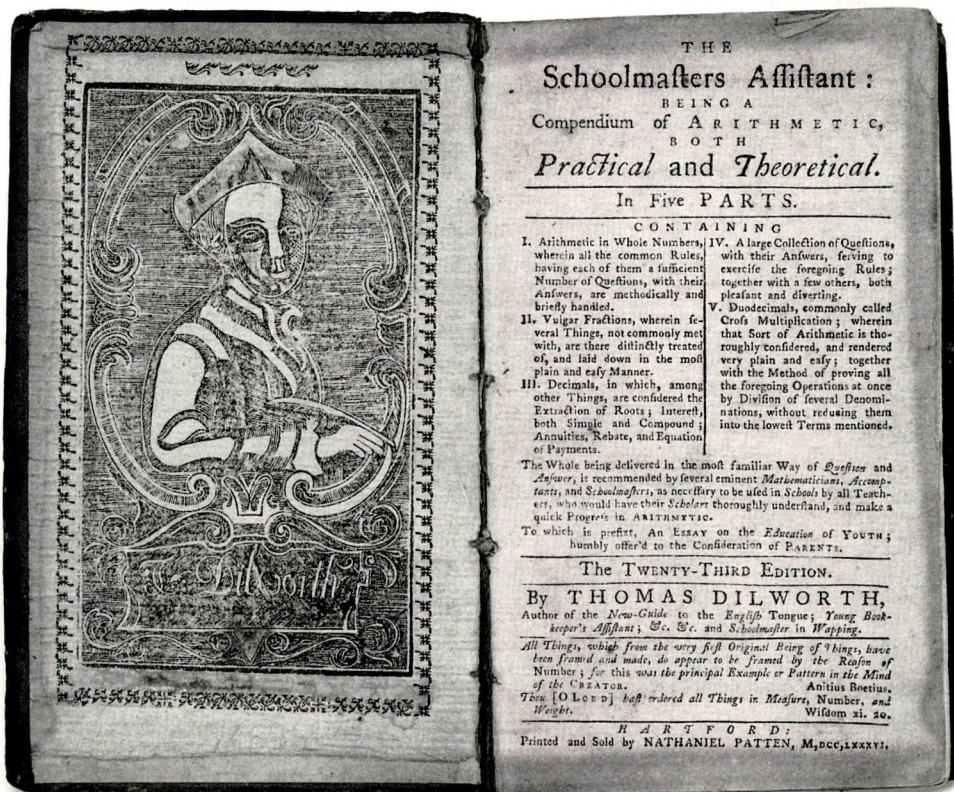 Dilworth
THE
Schoolmaſters Aſſiſtant:
BEING A
Compendium of ARITHMETIC,
BOTH
Practical and Theoretical.
In Five PARTS.
CONTAINING
I. Arithmetic in Whole Numbers,
wherein all the common Rules,
having each of them a ſufficient
Number of Queſtions, with their
Anſwers, are methodically and
briefly handled.
II. Vulgar Fractions, wherein ſe-
veral Things, not commonly met
with, are there diſtinctly treated
of, and laid down in the moſt
plain and eaſy Manner.
III. Decimals, in which, among
other Things, are conſidered the
Extraction of Roots; Intereſt,
both Simple and Compound;
Annuities, Rebate, and Equation
of Payments.
IV. A large Collection of Queſtions,
with their Anſwers, ſerving to
exerciſe the foregoing Rules;
together with a few others, both
pleaſant and diverting.
V. Duodecimals, commonly called
Croſs Multiplication; wherein
that Sort of Arithmetic is tho-
roughly conſidered, and rendered
very plain and eaſy; together
with the Method of proving all
the foregoing Operations at once
by Diviſion of ſeveral Denomi-
nations, without reducing them
into the loweſt Terms mentioned.
The Whole being delivered in the moſt familiar Way of Queſtion and
Anſwer, is recommended by ſeveral eminent Mathematicians, Accomp-
tants, and Schoolmaſters, as neceſſary to be uſed in Schools by all Teach-
ers, who would have their Scholars thoroughly underſtand, and make a
quick Progreſs in ARITHMETIC.
To which is prefixt, An ESSAY on the Education of YOUTH;
humbly offer'd to the Conſideration of PARENTS.
The TWENTY-THIRD EDITION.
By THOMAS DILWORTH,
Author of the New-Guide to the Engliſh Tongue; Young Book-
keeper's Aſſiſtant; &c. &c. and Schoolmaſter in Wapping.
All Things, which from the very firſt Original Being of Things, have
been framed and made, do appear to be framed by the Reaſon of
Number; for this was the principal Example or Pattern in the Mind
of the CREATOR. Anitius Boetius.
Thou [O LORD] haſt ordered all Things in Meaſure, Number, and
Weight. Wiſdom xi. 20.
HARTFORD:
Printed and Sold by NATHANIEL PATTEN, M,DCC,LXXXVI.